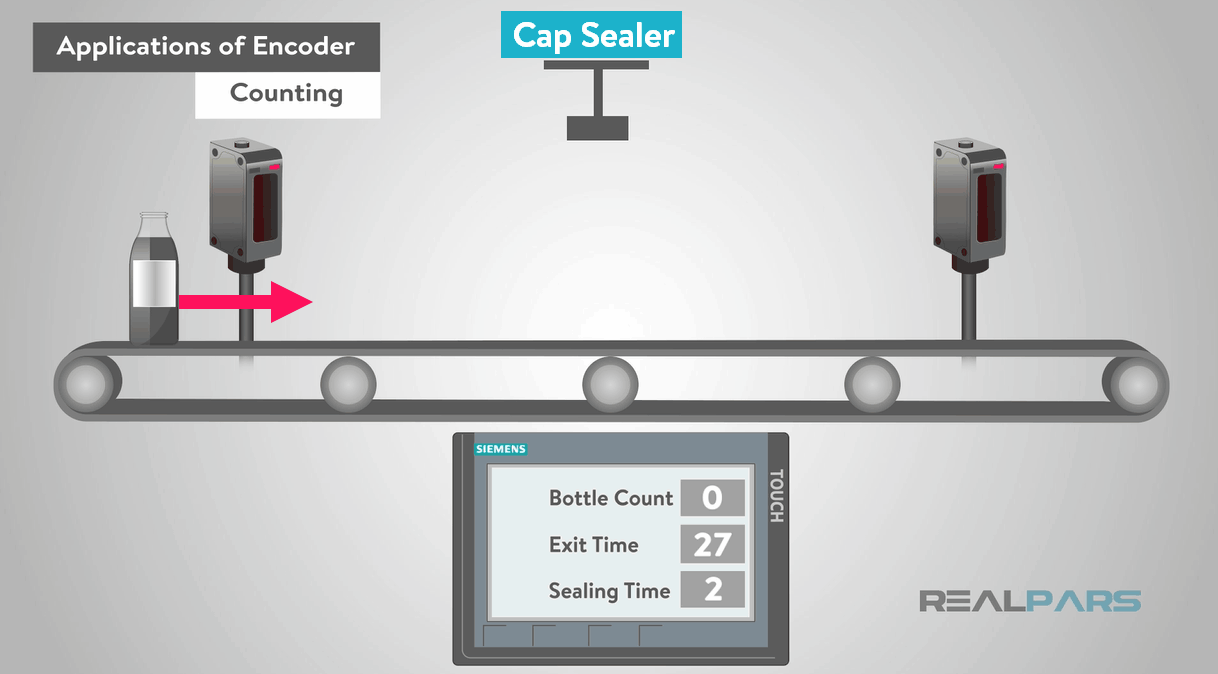 Applications of Encoder
Counting
Cap Sealer
SIEMENS
TOUCH
Bottle Count 0
Exit Time 27
Sealing Time 2
REALPARS